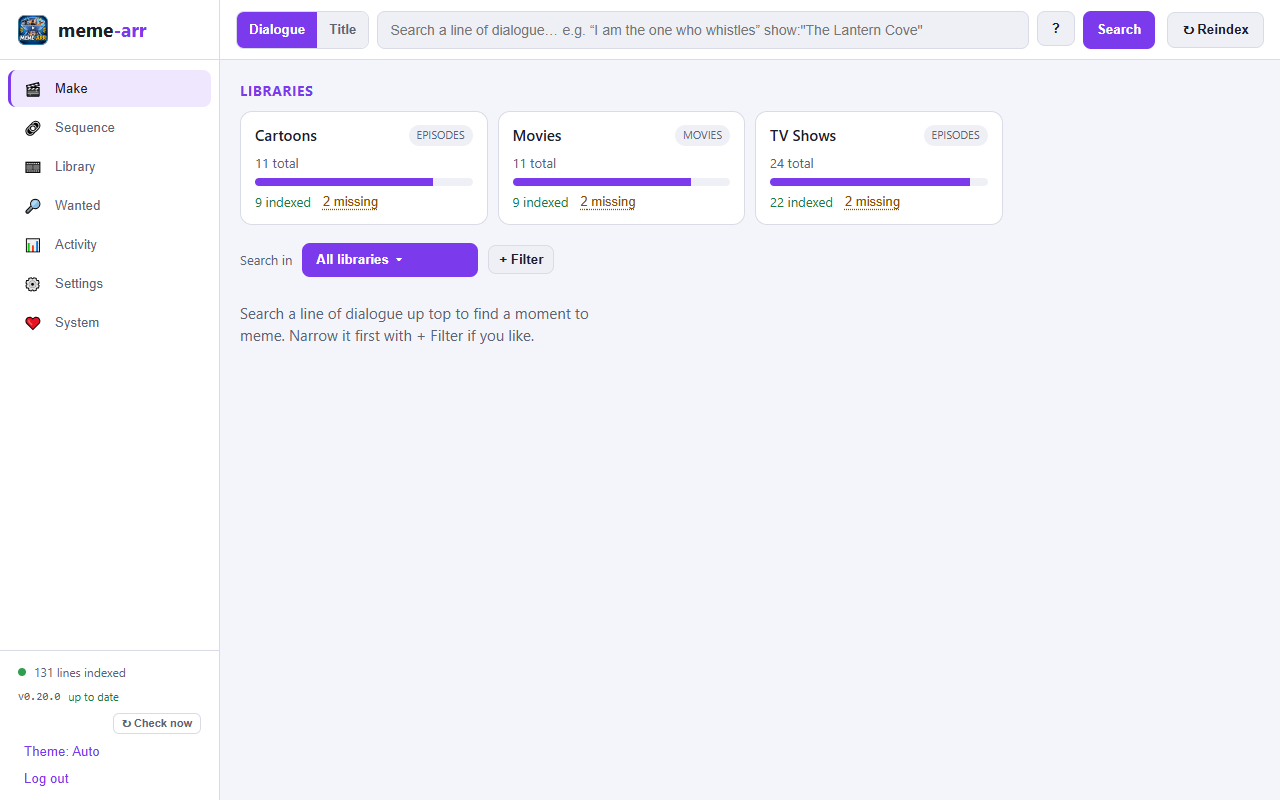 meme-arr
Dialogue Title Search a line of dialogue… e.g. “I am the one who whistles” show:"The Lantern Cove" ? Search ↻ Reindex
Make
Sequence
Library
Wanted
Activity
Settings
System
LIBRARIES
Cartoons EPISODES
11 total
9 indexed 2 missing
Movies MOVIES
11 total
9 indexed 2 missing
TV Shows EPISODES
24 total
22 indexed 2 missing
Search in All libraries + Filter
Search a line of dialogue up top to find a moment to
meme. Narrow it first with + Filter if you like.
131 lines indexed
v0.20.0 up to date
↻ Check now
Theme: Auto
Log out